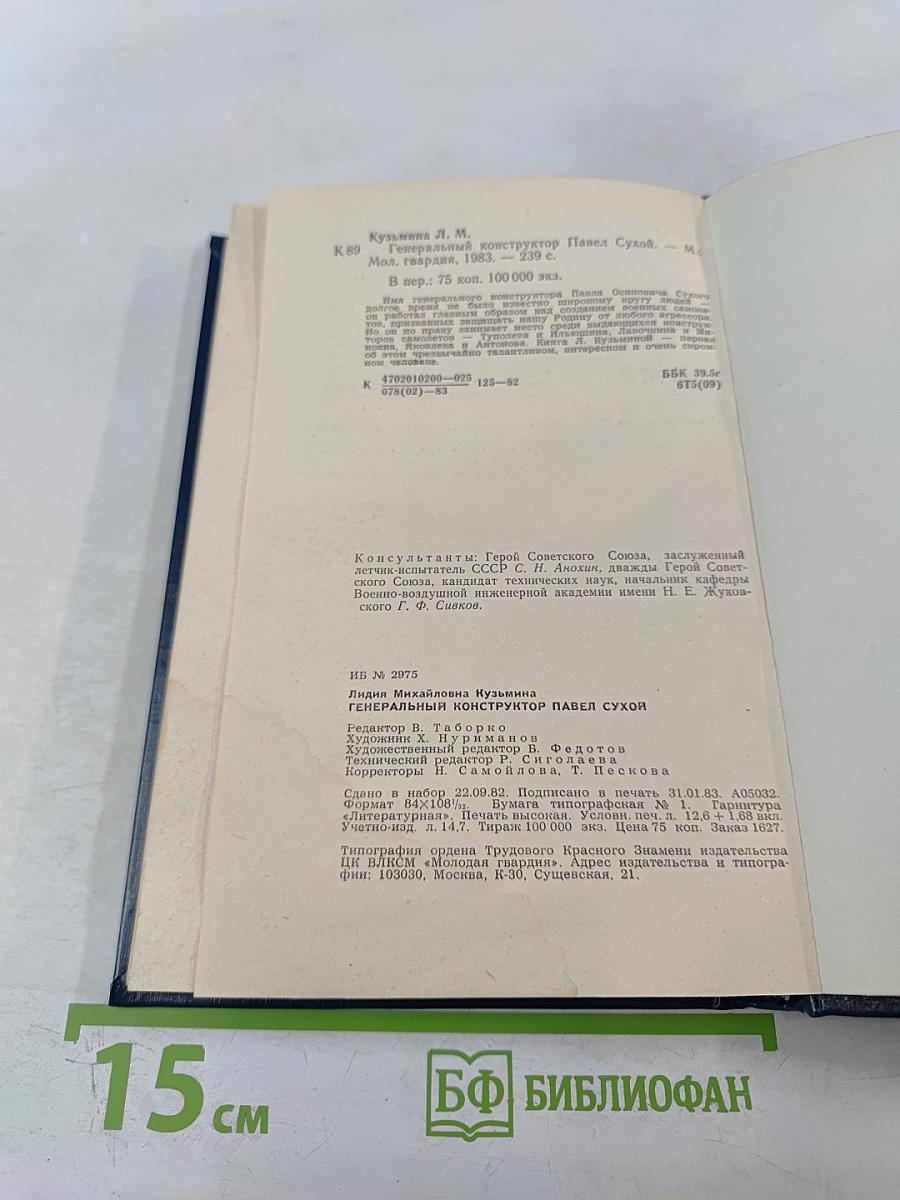 Кузьмина Л. М.
К 89 Генеральный конструктор Павел Сухой. — М.:
Мол. гвардия, 1983. — 239 с.
В пер.: 75 коп. 100 000 экз.
Имя генерального конструктора Павла Осиповича Сухого
долгое время не было известно широкому кругу людей —
он работал главным образом над созданием военных самоле-
тов, призванных защищать нашу Родину от любого агрессора.
Но он по праву занимает место среди выдающихся конструк-
торов самолетов — Туполева и Ильюшина, Лавочкина и Ми-
кояна, Яковлева и Антонова. Книга Л. Кузьминой — первая
об этом чрезвычайно талантливом, интересном и очень скром-
ном человеке.
К 4702010200—025 125—82
078(02)—83
ББК 39.5г
6Т5(09)
Консультанты: Герой Советского Союза, заслуженный
летчик-испытатель СССР С. Н. Анохин, дважды Герой Совет-
ского Союза, кандидат технических наук, начальник кафедры
Военно-воздушной инженерной академии имени Н. Е. Жуков-
ского Г. Ф. Сивков.
ИБ № 2975
Лидия Михайловна Кузьмина
ГЕНЕРАЛЬНЫЙ КОНСТРУКТОР ПАВЕЛ СУХОЙ
Редактор В. Таборко
Художник Х. Нуриманов
Художественный редактор Б. Федотов
Технический редактор Р. Сиголаева
Корректоры Н. Самойлова, Т. Пескова
Сдано в набор 22.09.82. Подписано в печать 31.01.83. А05032.
Формат 84×108¹/₃₂. Бумага типографская № 1. Гарнитура
«Литературная». Печать высокая. Условн. печ. л. 12,6 + 1,68 вкл.
Учетно-изд. л. 14,7. Тираж 100 000 экз. Цена 75 коп. Заказ 1627.
Типография ордена Трудового Красного Знамени издательства
ЦК ВЛКСМ «Молодая гвардия». Адрес издательства и типогра-
фии: 103030, Москва, К-30, Сущевская, 21.
15 см
БФ БИБЛИОФАН